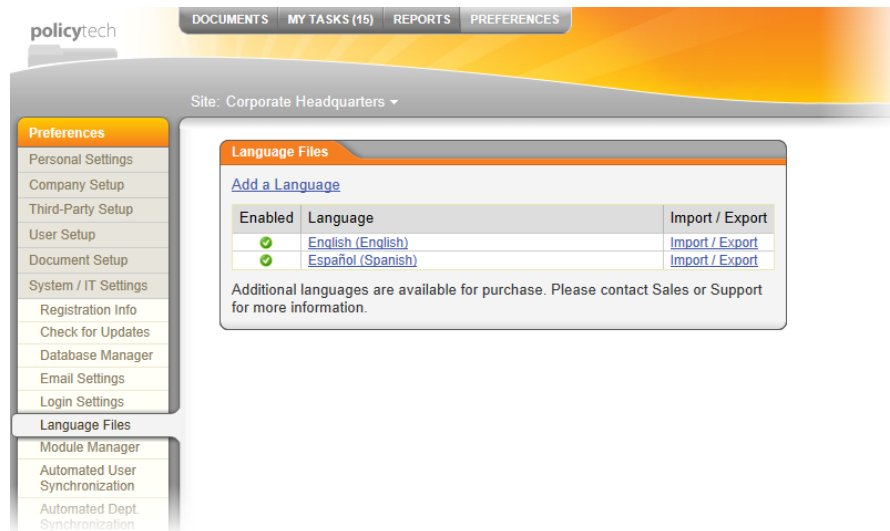 policytech
DOCUMENTS MY TASKS (15) REPORTS PREFERENCES
Site: Corporate Headquarters
Preferences
Personal Settings
Company Setup
Third-Party Setup
User Setup
Document Setup
System / IT Settings
Registration Info
Check for Updates
Database Manager
Email Settings
Login Settings
Language Files
Module Manager
Automated User
Synchronization
Automated Dept.
Synchronization
Language Files
Add a Language
Enabled Language Import / Export
English (English) Import / Export
Español (Spanish) Import / Export
Additional languages are available for purchase. Please contact Sales or Support
for more information.